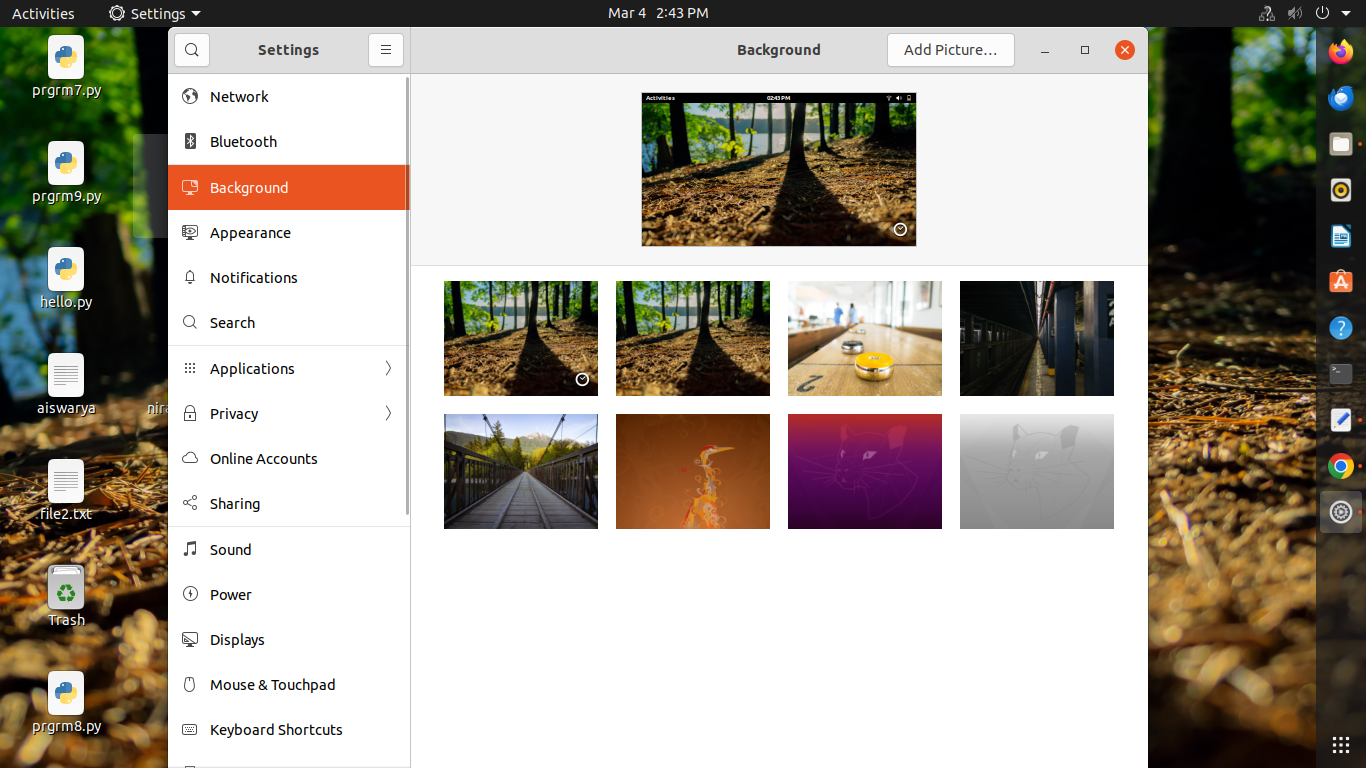 Activities
Settings
Mar 4 2:43 PM
prgrm7.py
prgrm9.py
hello.py
aiswarya
nira
file2.txt
Trash
prgrm8.py
Settings
Background
Add Picture…
Network
Bluetooth
Background
Appearance
Notifications
Search
Applications
Privacy
Online Accounts
Sharing
Sound
Power
Displays
Mouse & Touchpad
Keyboard Shortcuts
Activities
02:43 PM
2